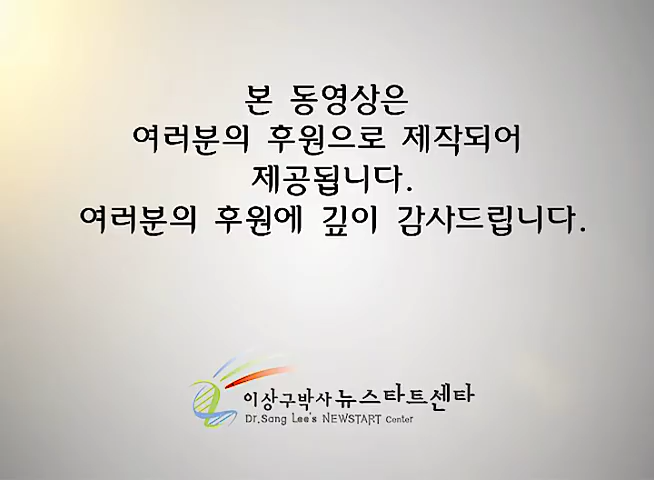 본 동영상은
여러분의 후원으로 제작되어
제공됩니다.
여러분의 후원에 깊이 감사드립니다.
이상구박사 뉴스타트센타
Dr.Sang Lee's NEWSTART Center